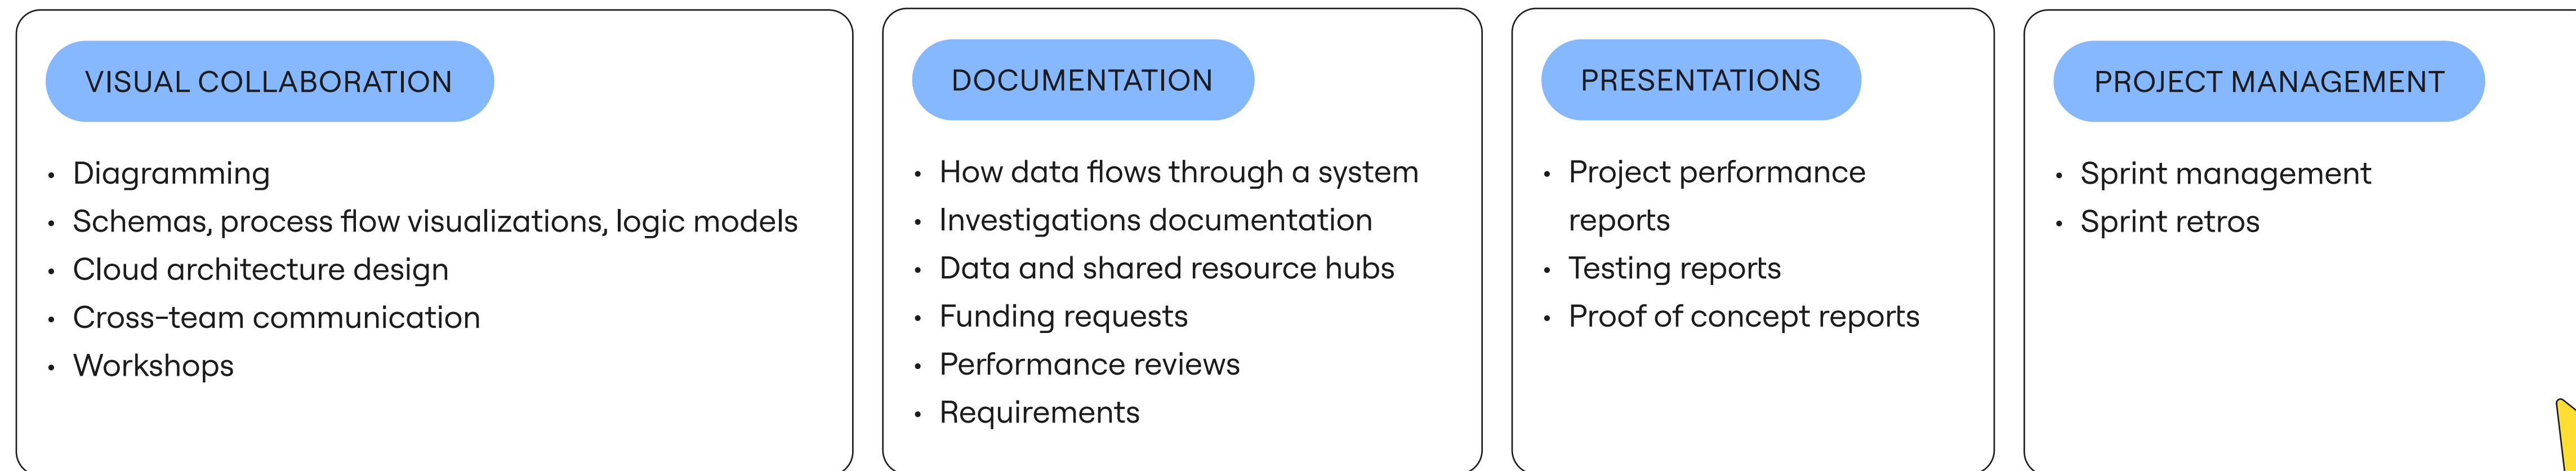 VISUAL COLLABORATION
• Diagramming
• Schemas, process flow visualizations, logic models
• Cloud architecture design
• Cross-team communication
• Workshops
DOCUMENTATION
• How data flows through a system
• Investigations documentation
• Data and shared resource hubs
• Funding requests
• Performance reviews
• Requirements
PRESENTATIONS
• Project performance
reports
• Testing reports
• Proof of concept reports
PROJECT MANAGEMENT
• Sprint management
• Sprint retros